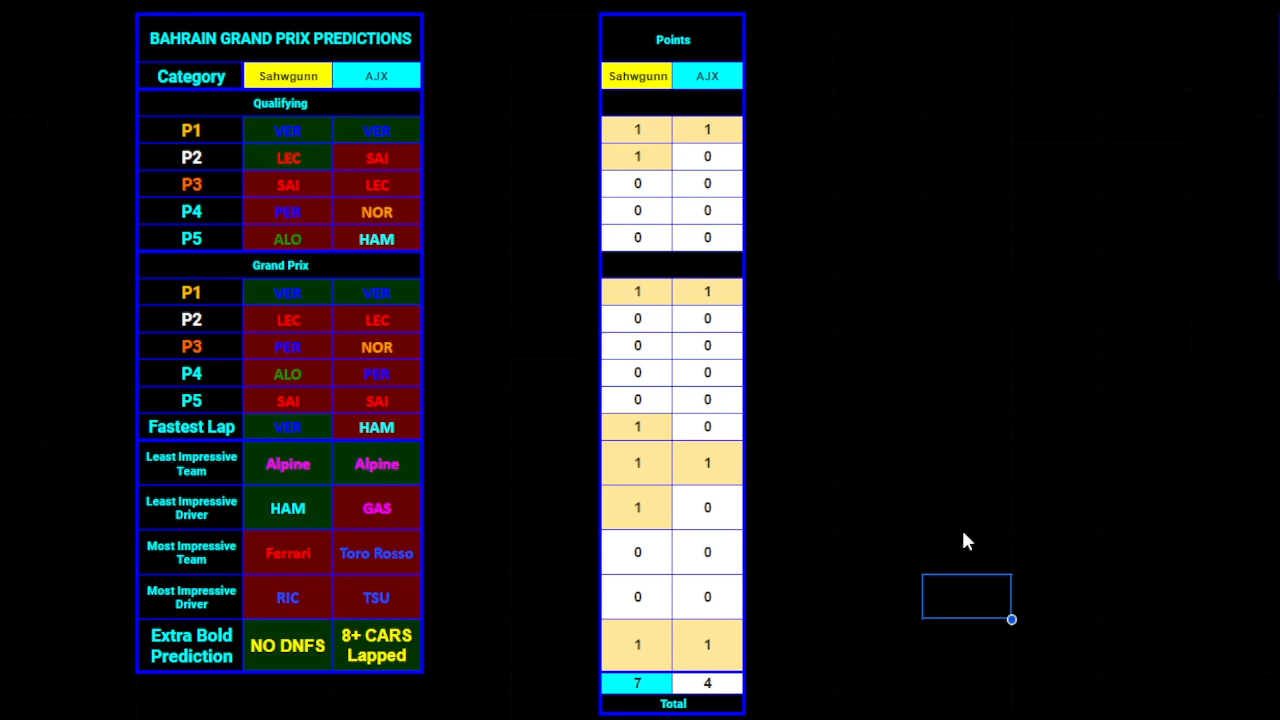 BAHRAIN GRAND PRIX PREDICTIONS Points
Category Sahwgunn AJX Sahwgunn AJX
Qualifying
P1 VER VER 1 1
P2 LEC SAI 1 0
P3 SAI LEC 0 0
P4 PER NOR 0 0
P5 ALO HAM 0 0
Grand Prix
P1 VER VER 1 1
P2 LEC LEC 0 0
P3 PER NOR 0 0
P4 ALO PER 0 0
P5 SAI SAI 0 0
Fastest Lap VER HAM 1 0
Least Impressive
Team Alpine Alpine 1 1
Least Impressive
Driver HAM GAS 1 0
Most Impressive
Team Ferrari Toro Rosso 0 0
Most Impressive
Driver RIC TSU 0 0
Extra Bold
Prediction NO DNFS 8+ CARS
Lapped 1 1
7 4
Total